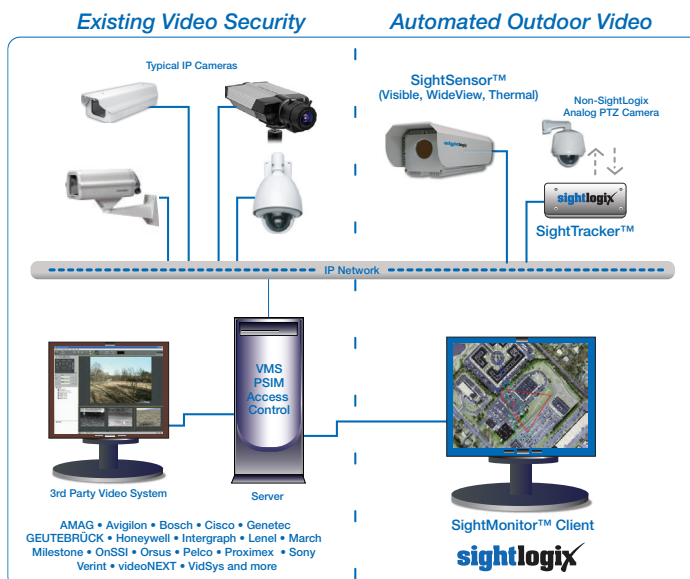 Existing Video Security
Automated Outdoor Video
Typical IP Cameras
SightSensor™
(Visible, WideView, Thermal)
Non-SightLogix
Analog PTZ Camera
sightlogix
sightlogix
SightTracker™
IP Network
VMS
PSIM
Access
Control
3rd Party Video System
Server
SightMonitor™ Client
AMAG • Avigilon • Bosch • Cisco • Genetec
GEUTEBRÜCK • Honeywell • Intergraph • Lenel • March
Milestone • OnSSI • Orsus • Pelco • Proximex • Sony
Verint • videoNEXT • VidSys and more
sightlogix